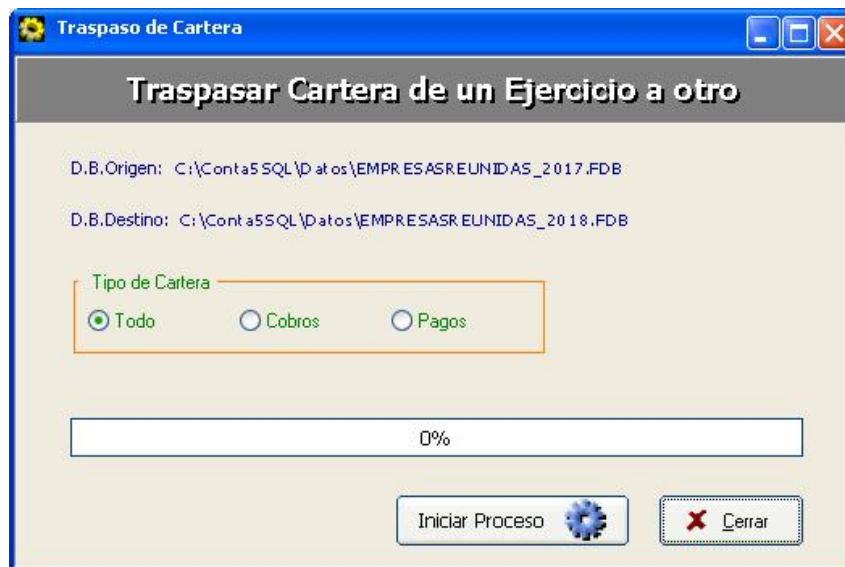 Traspaso de Cartera
Traspasar Cartera de un Ejercicio a otro
D.B.Origen: C:\Conta5SQL\Datos\EMPRESASREUNIDAS_2017.FDB
D.B.Destino: C:\Conta5SQL\Datos\EMPRESASREUNIDAS_2018.FDB
Tipo de Cartera
Todo Cobros Pagos
0%
Iniciar Proceso Cerrar